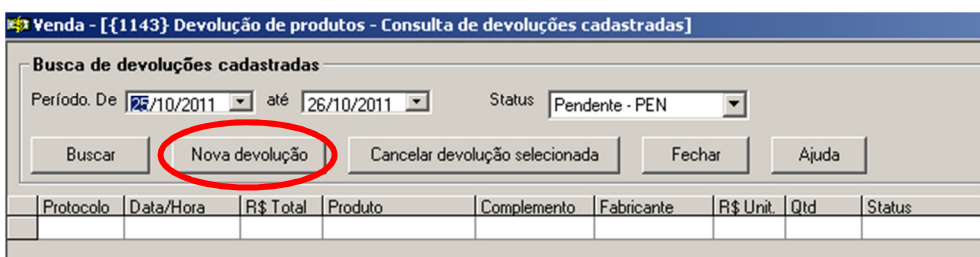 Venda - [{1143} Devolução de produtos - Consulta de devoluções cadastradas]
Busca de devoluções cadastradas
Período. De 25/10/2011 até 26/10/2011 Status Pendente - PEN
Buscar Nova devolução Cancelar devolução selecionada Fechar Ajuda
Protocolo Data/Hora R$ Total Produto Complemento Fabricante R$ Unit. Qtd Status